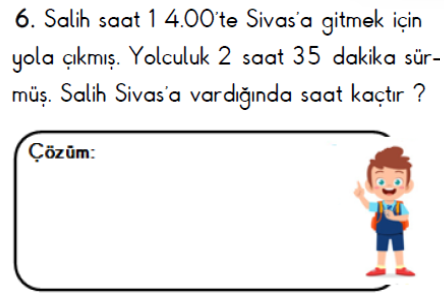 6. Salih saat 1 4.00'te Sivas'a gitmek için
yola çıkmış. Yolculuk 2 saat 35 dakika sür-
müş. Salih Sivas'a vardığında saat kaçtır ?
Çözüm: